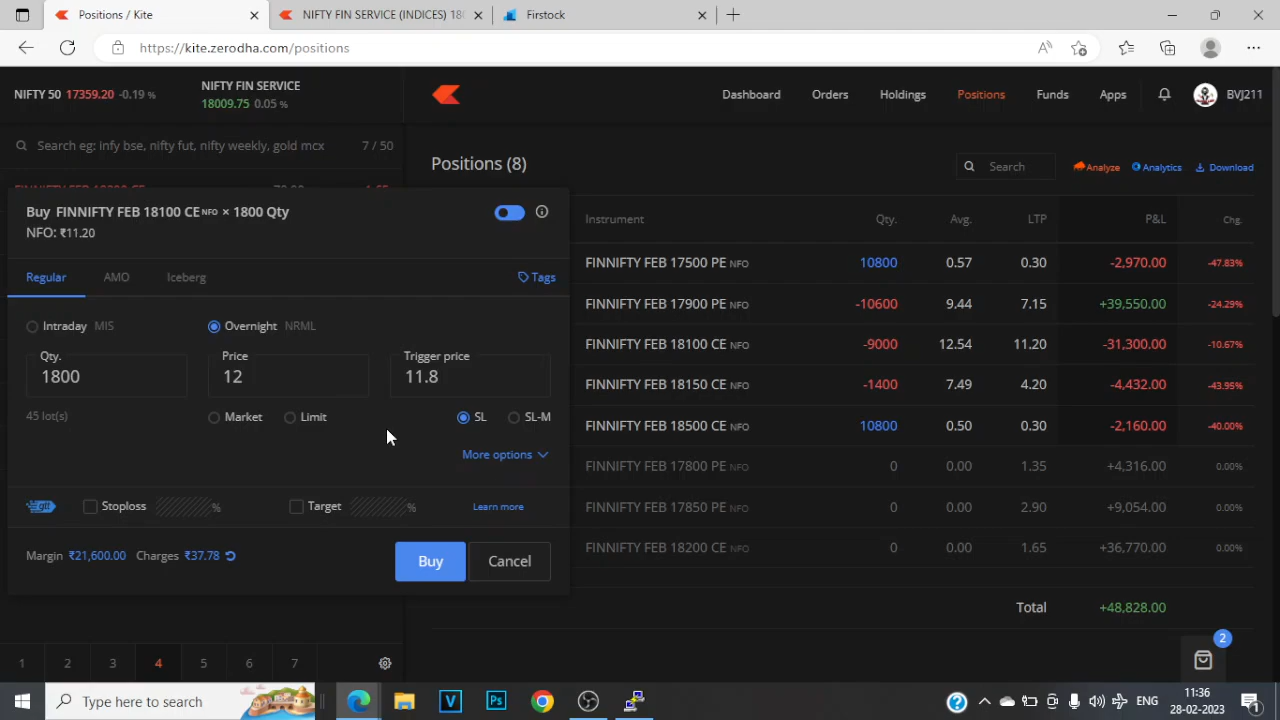 Positions / Kite
NIFTY FIN SERVICE (INDICES) 180
Firstock
https://kite.zerodha.com/positions
NIFTY 50 17359.20 -0.19 %
NIFTY FIN SERVICE
18009.75 0.05 %
Dashboard Orders Holdings Positions Funds Apps BVJ211
Search eg: infy bse, nifty fut, nifty weekly, gold mcx 7 / 50
Buy FINNIFTY FEB 18100 CE NFO × 1800 Qty
NFO: ₹11.20
Regular AMO Iceberg Tags
Intraday MIS Overnight NRML
Qty. Price Trigger price
1800 12 11.8
45 lot(s) Market Limit SL SL-M
More options
gtt Stoploss % Target % Learn more
Margin ₹21,600.00 Charges ₹37.78 Buy Cancel
1 2 3 4 5 6 7
Positions (8) Search Analyze Analytics Download
Instrument Qty. Avg. LTP P&L Chg.
FINNIFTY FEB 17500 PE NFO 10800 0.57 0.30 -2,970.00 -47.83%
FINNIFTY FEB 17900 PE NFO -10600 9.44 7.15 +39,550.00 -24.29%
FINNIFTY FEB 18100 CE NFO -9000 12.54 11.20 -31,300.00 -10.67%
FINNIFTY FEB 18150 CE NFO -1400 7.49 4.20 -4,432.00 -43.95%
FINNIFTY FEB 18500 CE NFO 10800 0.50 0.30 -2,160.00 -40.00%
FINNIFTY FEB 17800 PE NFO 0 0.00 1.35 +4,316.00 0.00%
FINNIFTY FEB 17850 PE NFO 0 0.00 2.90 +9,054.00 0.00%
FINNIFTY FEB 18200 CE NFO 0 0.00 1.65 +36,770.00 0.00%
Total +48,828.00
2
Type here to search
V Ps
ENG
11:36
28-02-2023
1